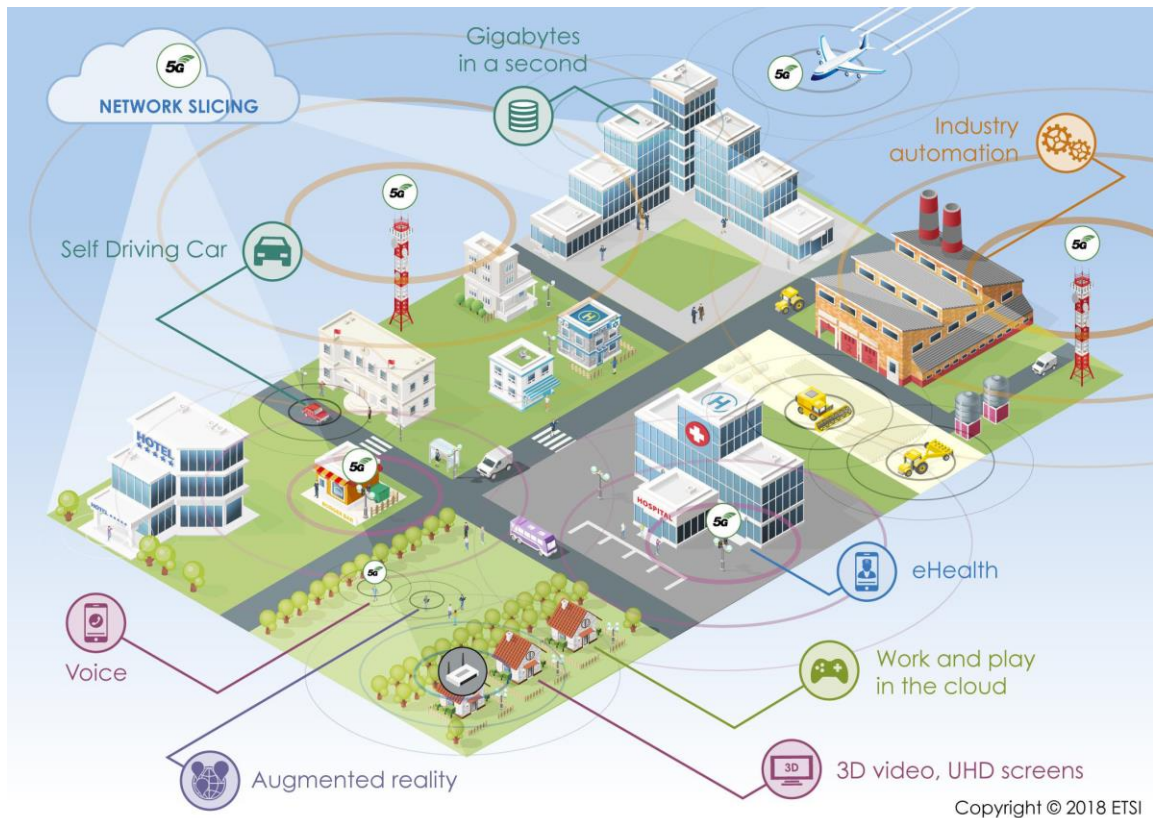 5G
NETWORK SLICING
Gigabytes
in a second
5G
Industry
automation
5G
5G
Self Driving Car
HOTEL
HOTEL
5G
HOSPITAL
5G
eHealth
5G
Voice
Work and play
in the cloud
Augmented reality
3D
3D video, UHD screens
Copyright © 2018 ETSI
H
H